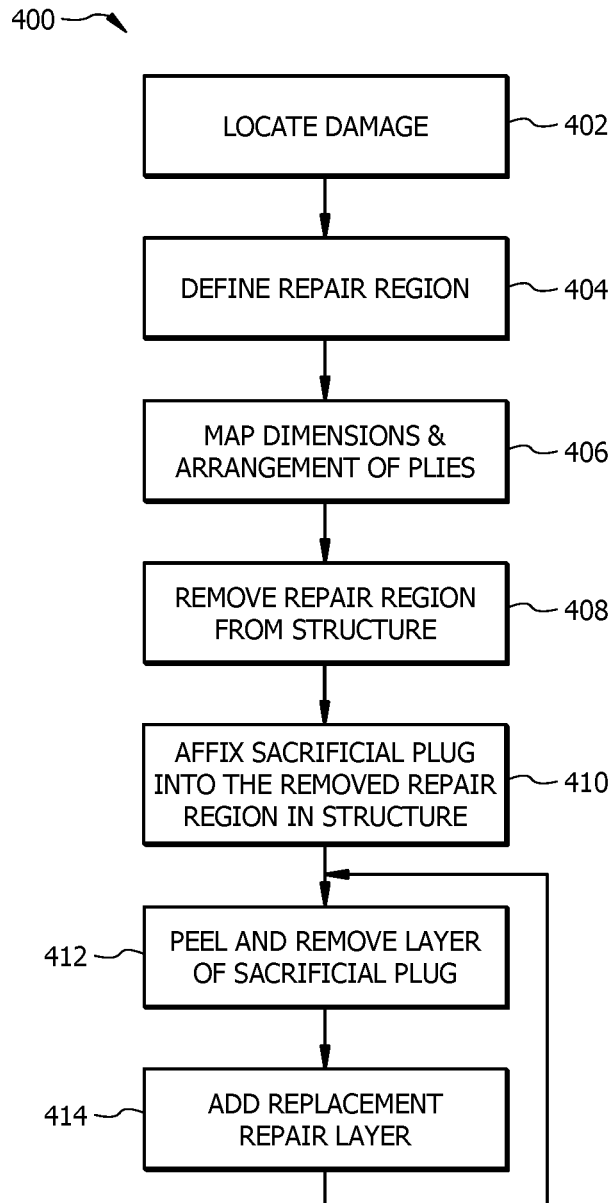 400
LOCATE DAMAGE
402
DEFINE REPAIR REGION
404
MAP DIMENSIONS &
ARRANGEMENT OF PLIES
406
REMOVE REPAIR REGION
FROM STRUCTURE
408
AFFIX SACRIFICIAL PLUG
INTO THE REMOVED REPAIR
REGION IN STRUCTURE
410
412
PEEL AND REMOVE LAYER
OF SACRIFICIAL PLUG
414
ADD REPLACEMENT
REPAIR LAYER